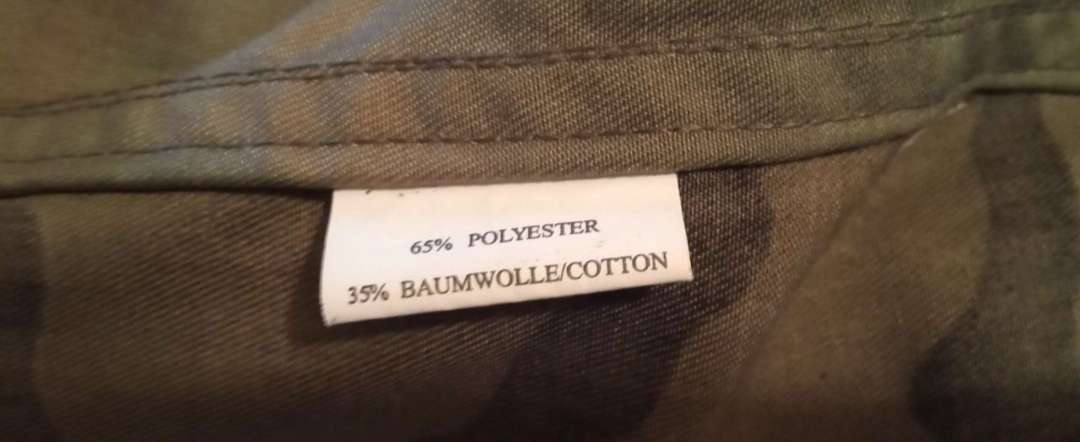 65% POLYESTER
35% BAUMWOLLE/COTTON